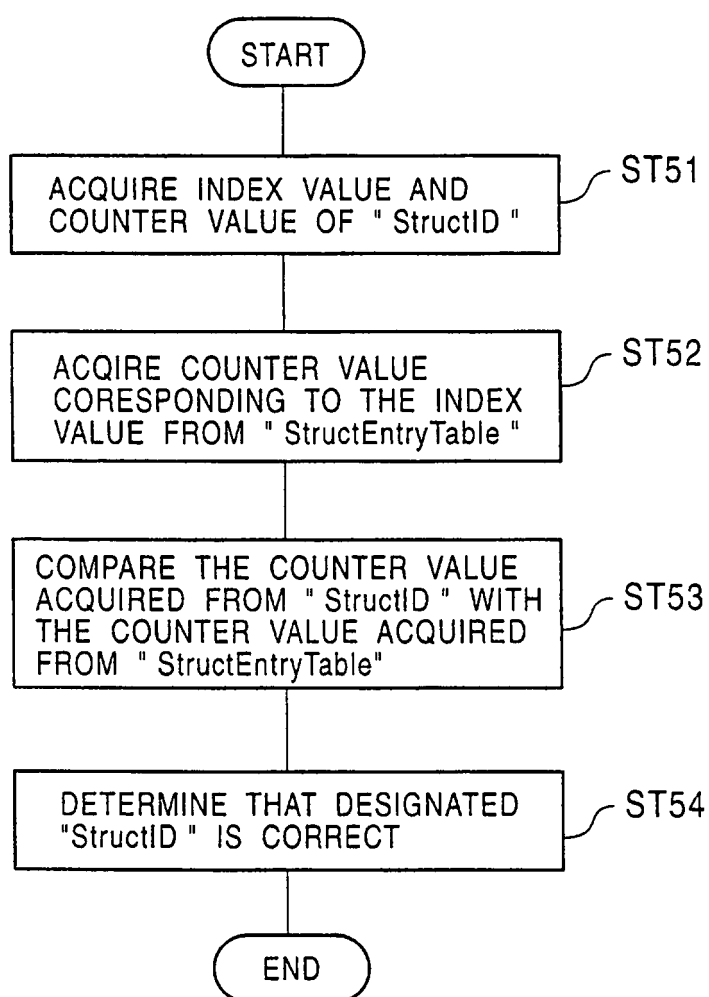 START
ACQUIRE INDEX VALUE AND
COUNTER VALUE OF "StructID"
ST51
ACQIRE COUNTER VALUE
CORESPONDING TO THE INDEX
VALUE FROM "StructEntryTable"
ST52
COMPARE THE COUNTER VALUE
ACQUIRED FROM "StructID" WITH
THE COUNTER VALUE ACQUIRED
FROM "StructEntryTable"
ST53
DETERMINE THAT DESIGNATED
"StructID" IS CORRECT
ST54
END